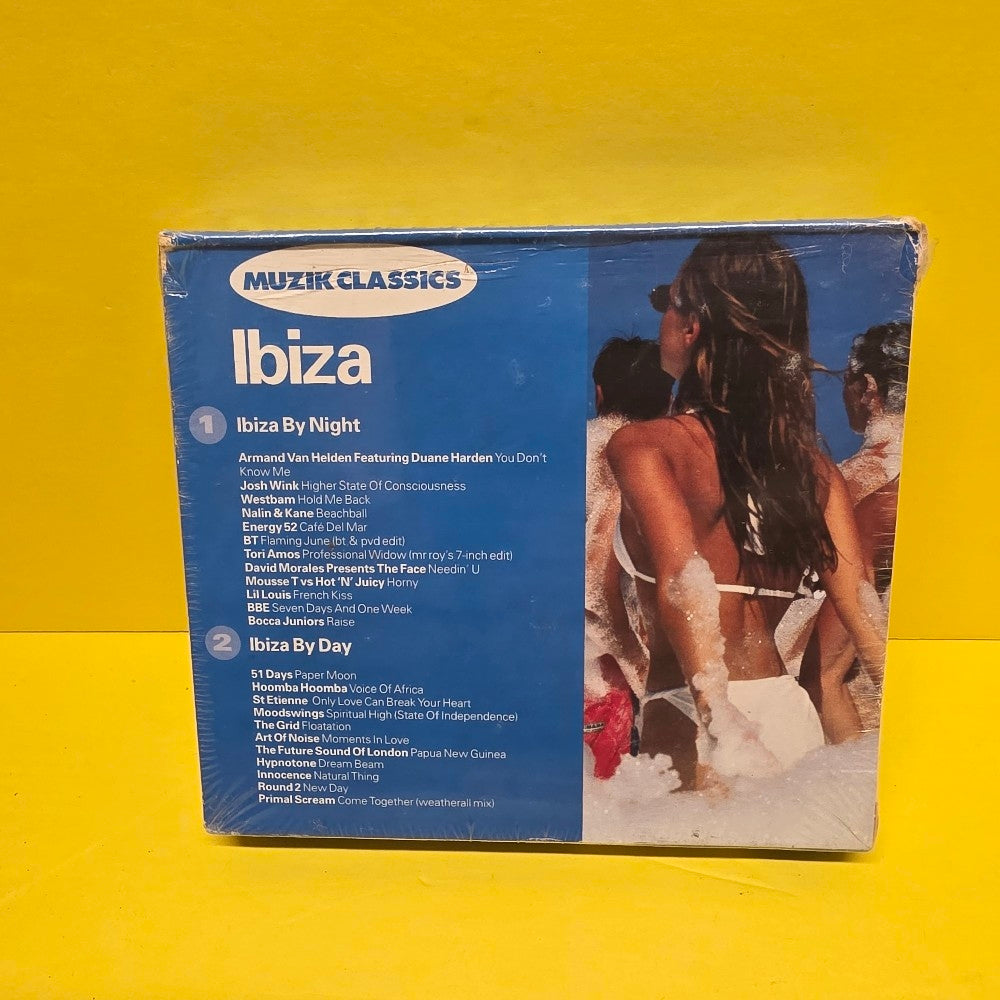 MUZIK CLASSICS
Ibiza
1 Ibiza By Night
Armand Van Helden Featuring Duane Harden You Don't
Know Me
Josh Wink Higher State Of Consciousness
Westbam Hold Me Back
Nalin & Kane Beachball
Energy 52 Café Del Mar
BT Flaming June (bt & pvd edit)
Tori Amos Professional Widow (mr roy's 7-inch edit)
David Morales Presents The Face Needin' U
Mousse T vs Hot 'N' Juicy Horny
Lil Louis French Kiss
BBE Seven Days And One Week
Bocca Juniors Raise
2 Ibiza By Day
51 Days Paper Moon
Hoomba Hoomba Voice Of Africa
St Etienne Only Love Can Break Your Heart
Moodswings Spiritual High (State Of Independence)
The Grid Floatation
Art Of Noise Moments In Love
The Future Sound Of London Papua New Guinea
Hypnotone Dream Beam
Innocence Natural Thing
Round 2 New Day
Primal Scream Come Together (weatherall mix)